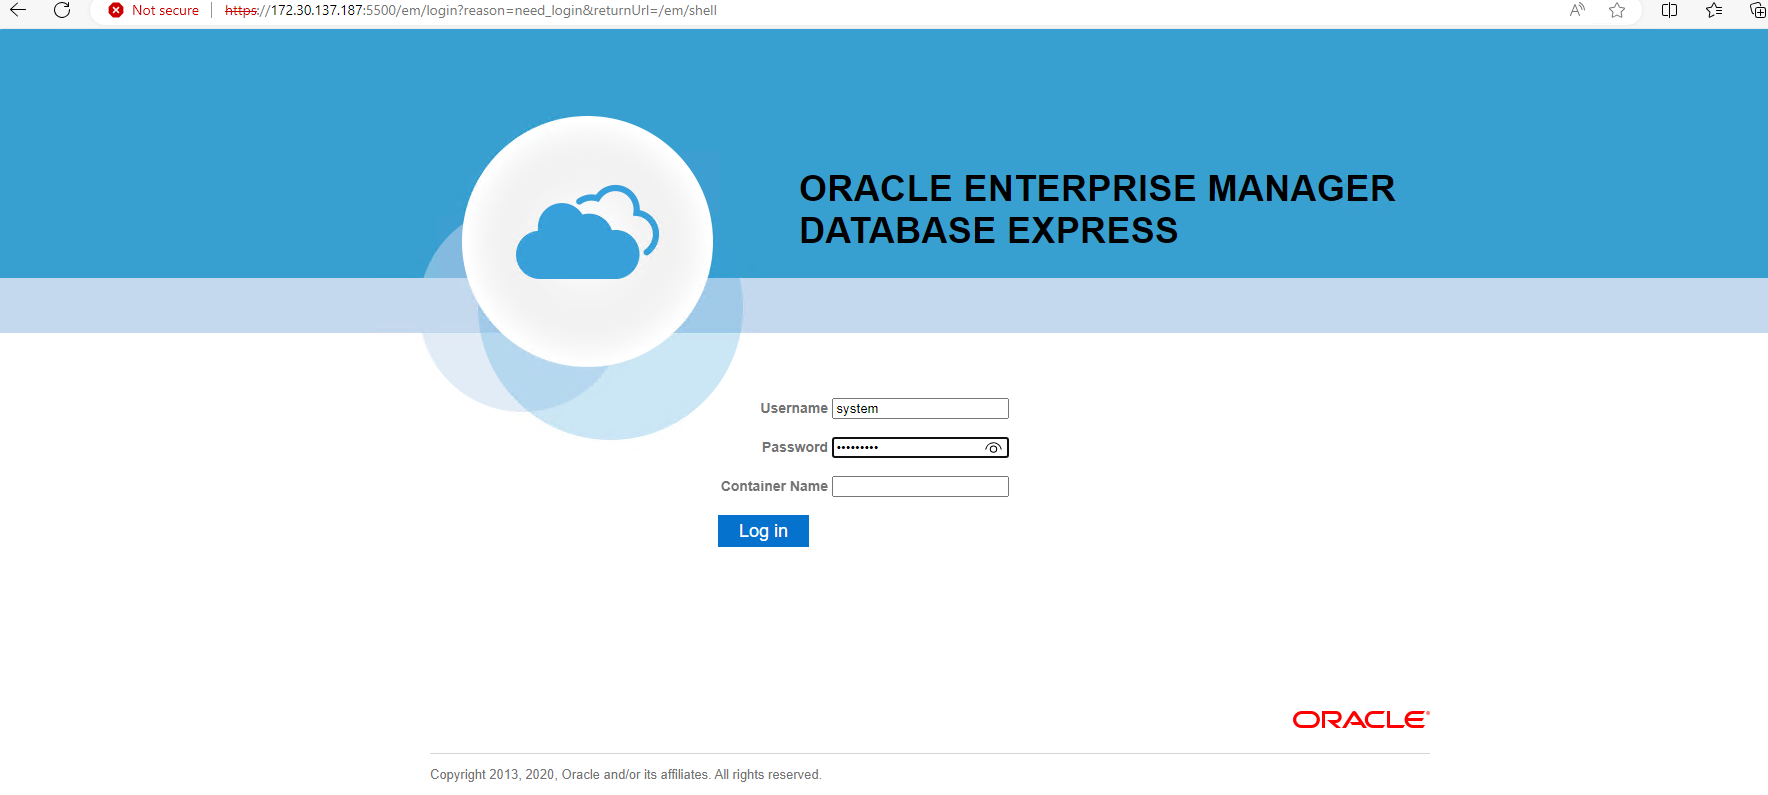 Not secure https://172.30.137.187:5500/em/login?reason=need_login&returnUrl=/em/shell
ORACLE ENTERPRISE MANAGER
DATABASE EXPRESS
Username system
Password •••••••••
Container Name
Log in
ORACLE®
Copyright 2013, 2020, Oracle and/or its affiliates. All rights reserved.